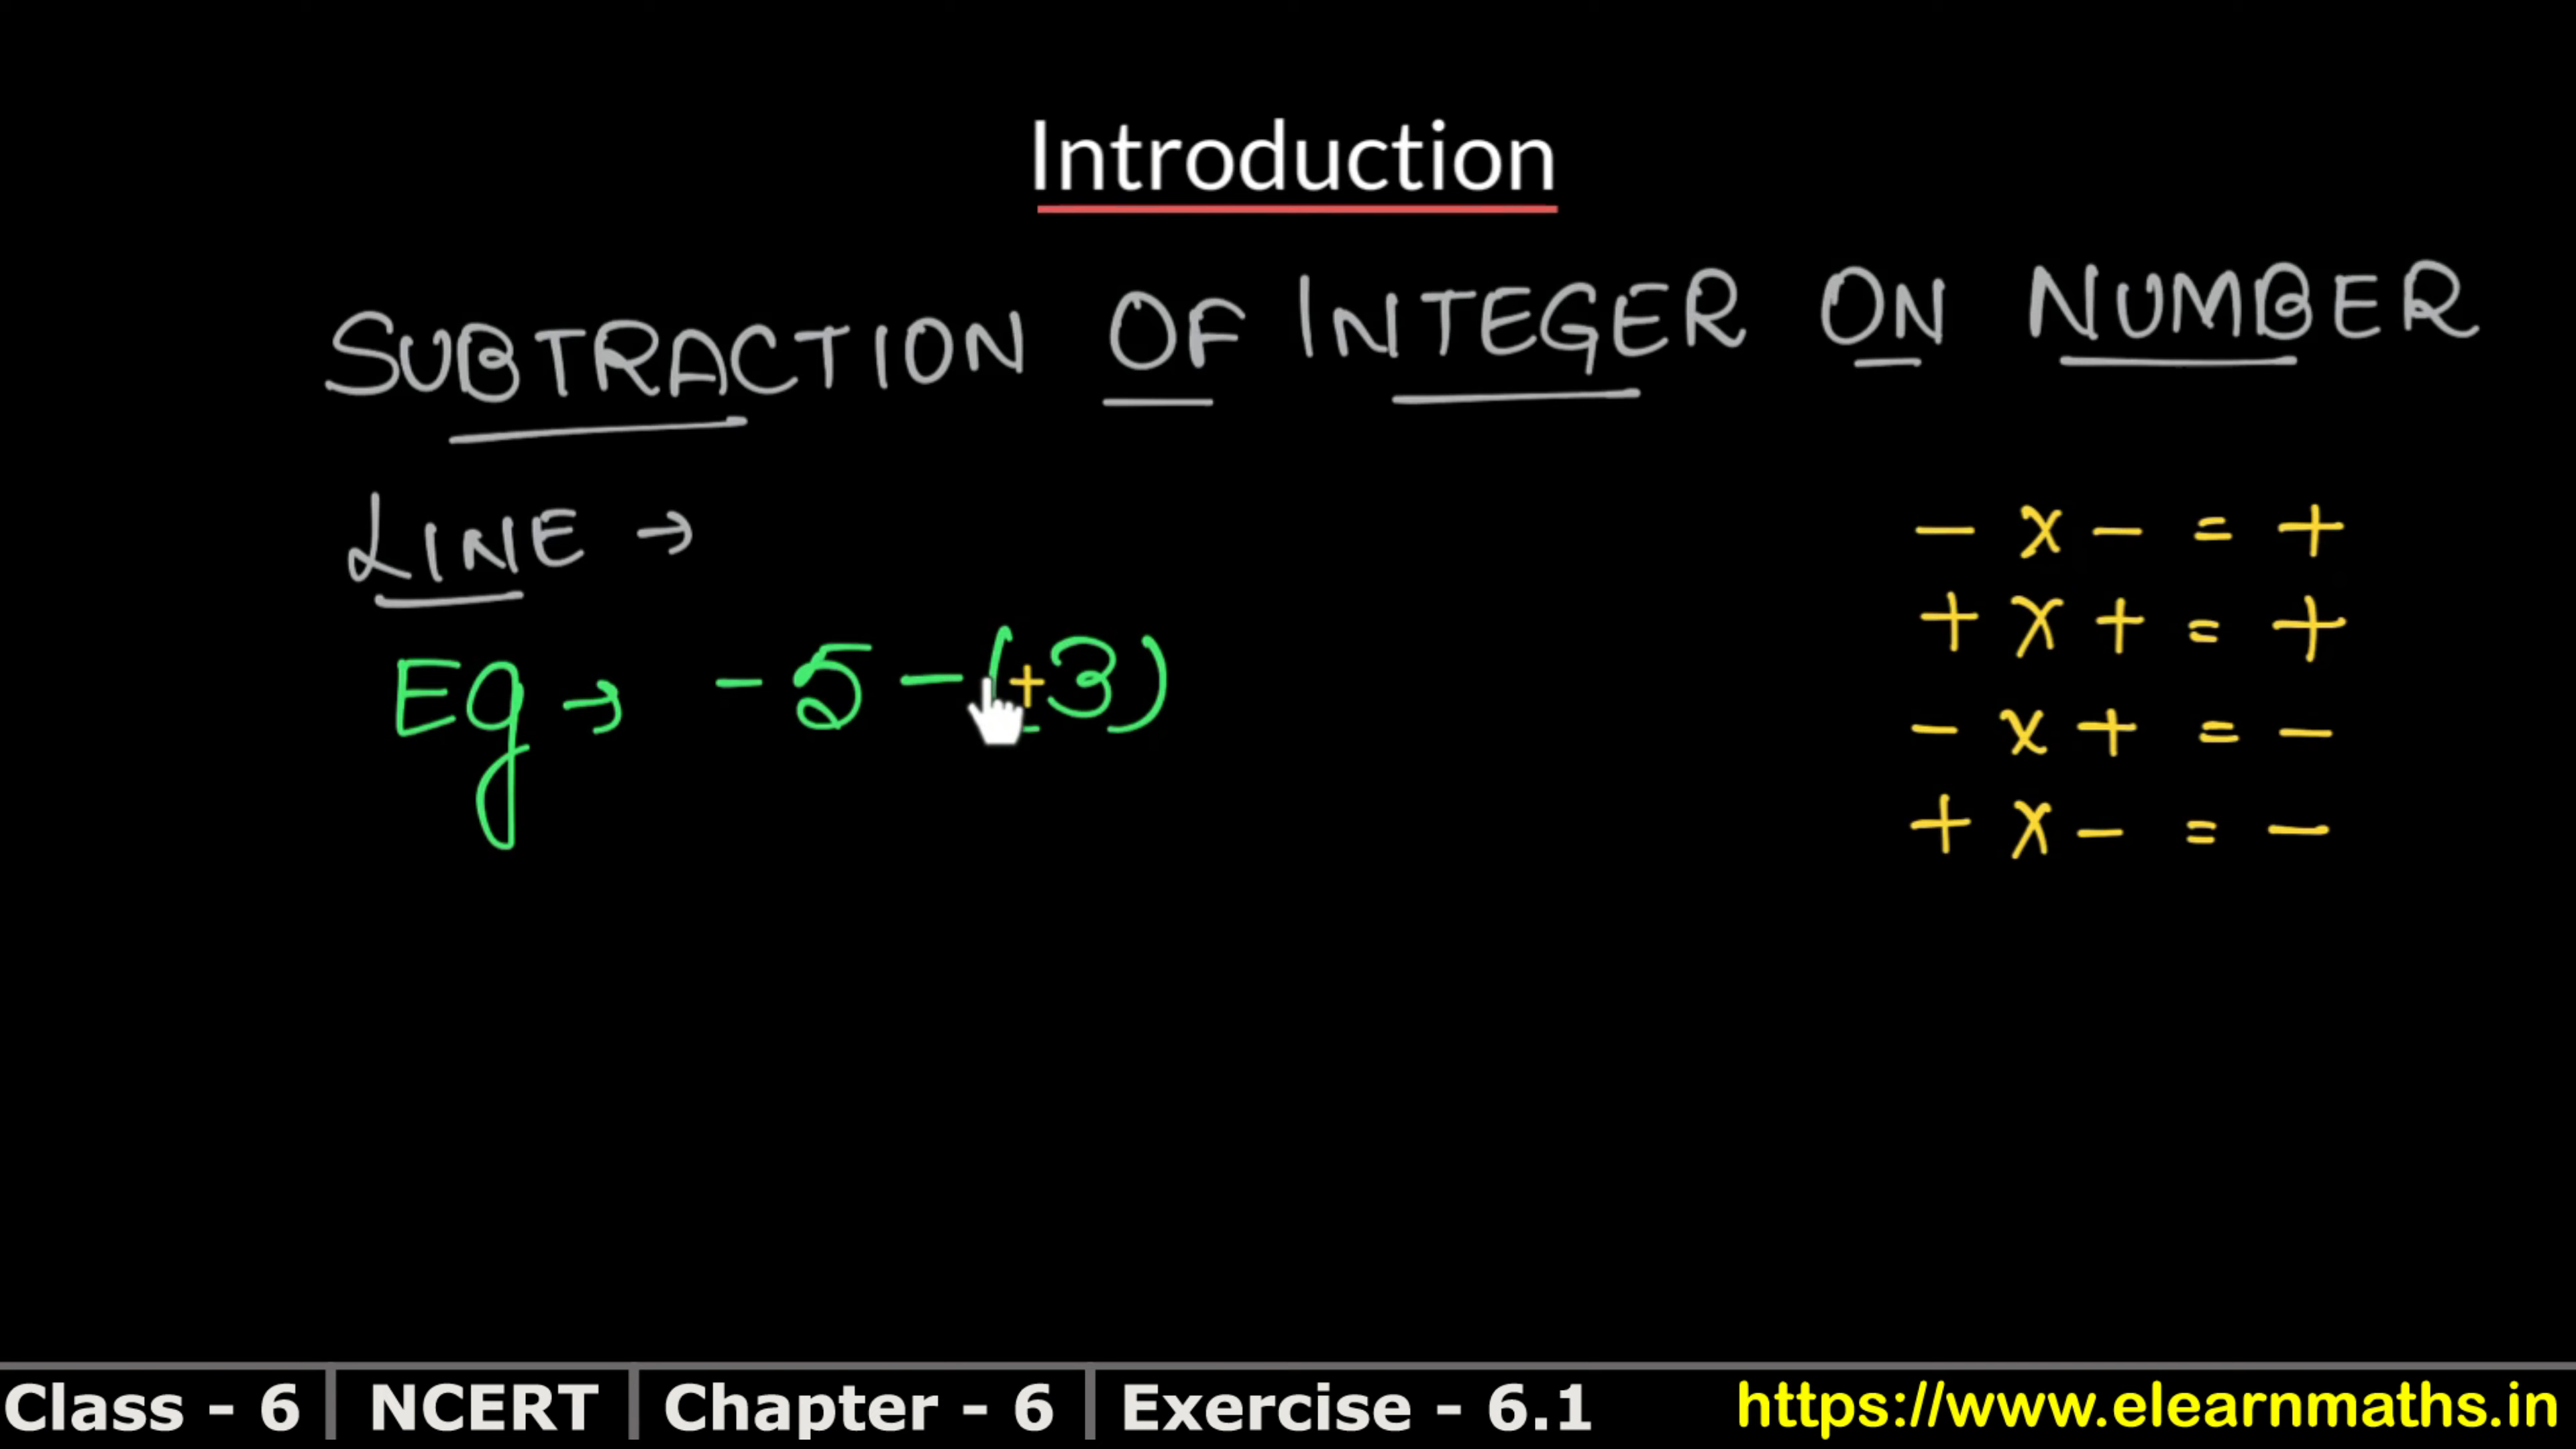 Introduction
SUBTRACTION OF INTEGER ON NUMBER
LINE →
- x - = +
+ x + = +
Eg → -5 - (+3)
- x + = -
+ x - = -
Class - 6 | NCERT | Chapter - 6 | Exercise - 6.1 https://www.elearnmaths.in